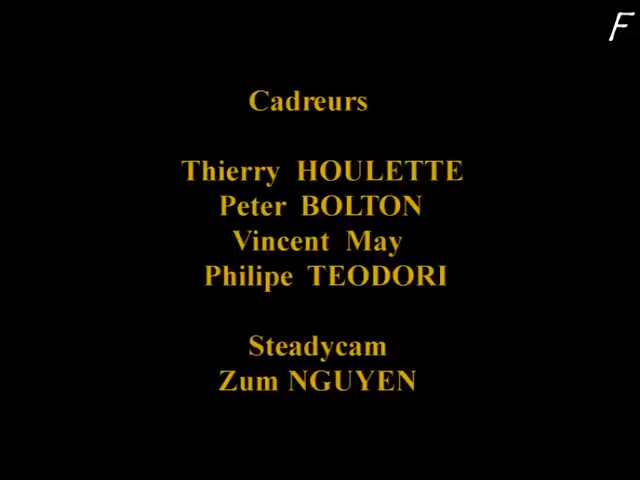 F
Cadreurs
Thierry HOULETTE
Peter BOLTON
Vincent May
Philipe TEODORI
Steadycam
Zum NGUYEN